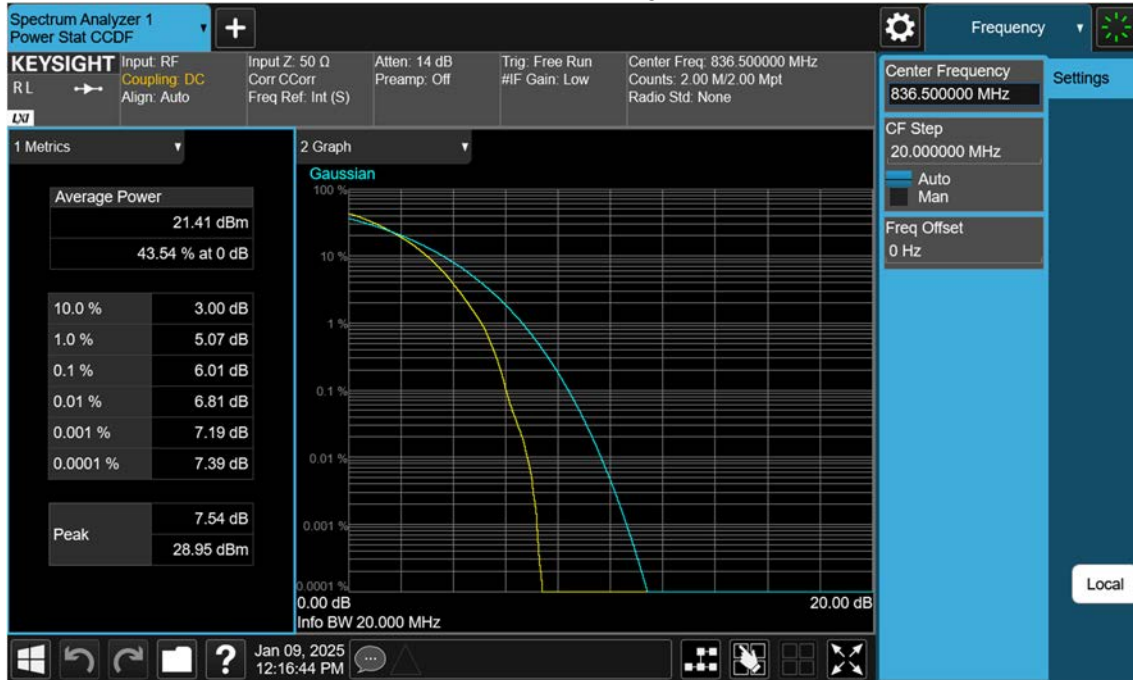 Spectrum Analyzer 1
Power Stat CCDF
+
Frequency
KEYSIGHT
RL
LXI
Input: RF
Coupling: DC
Align: Auto
Input Z: 50 Ω
Corr CCorr
Freq Ref: Int (S)
Atten: 14 dB
Preamp: Off
Trig: Free Run
#IF Gain: Low
Center Freq: 836.500000 MHz
Counts: 2.00 M/2.00 Mpt
Radio Std: None
Center Frequency
836.500000 MHz
Settings
CF Step
20.000000 MHz
Auto
Man
Freq Offset
0 Hz
1 Metrics
Average Power
21.41 dBm
43.54 % at 0 dB
10.0 % 3.00 dB
1.0 % 5.07 dB
0.1 % 6.01 dB
0.01 % 6.81 dB
0.001 % 7.19 dB
0.0001 % 7.39 dB
Peak
7.54 dB
28.95 dBm
2 Graph
Gaussian
100 %
10 %
1 %
0.1 %
0.01 %
0.001 %
0.0001 %
0.00 dB
20.00 dB
Info BW 20.000 MHz
Local
?
Jan 09, 2025
12:16:44 PM